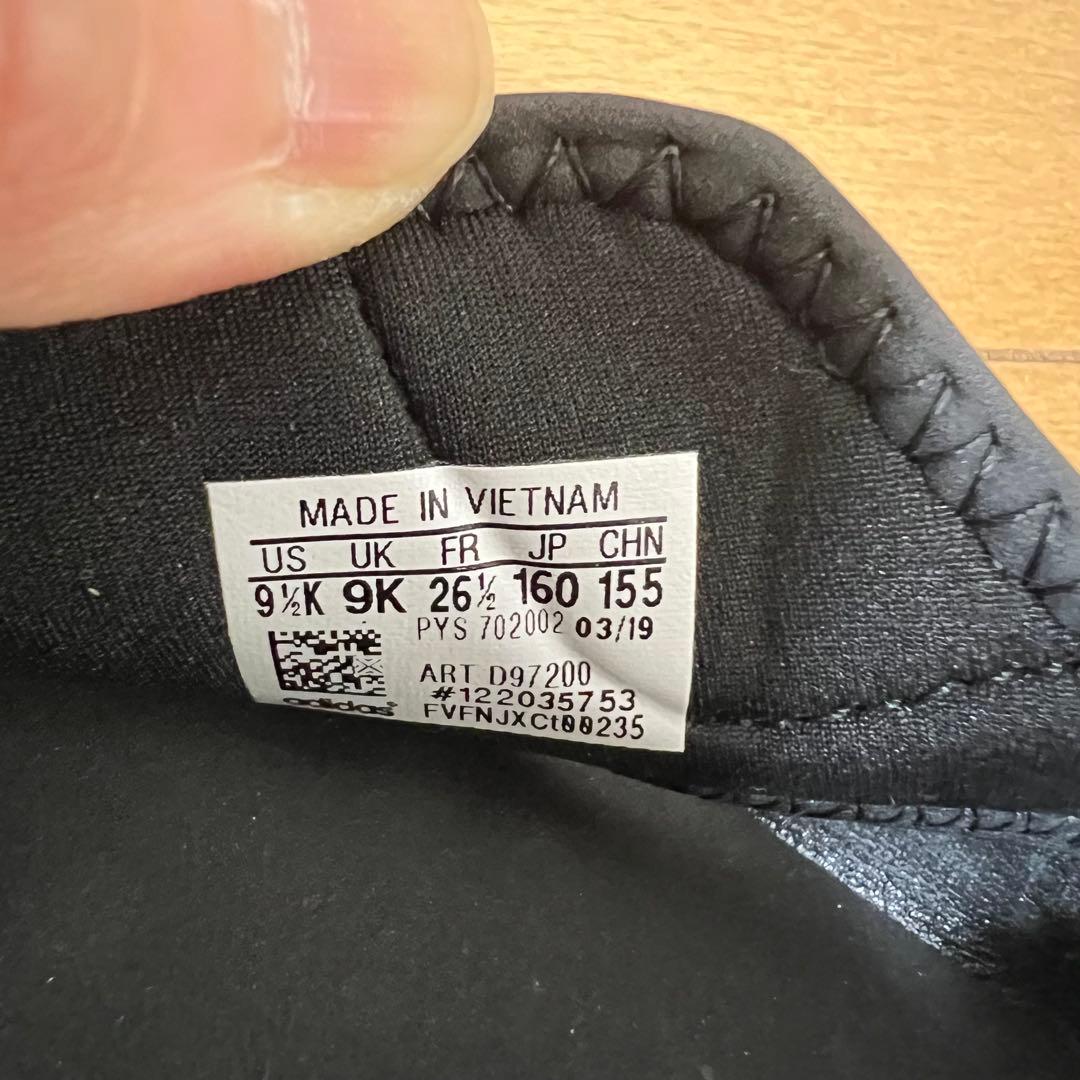 MADE IN VIETNAM
US UK FR JP CHN
9½K 9K 26½ 160 155
PYS 702002 03/19
ART D97200
#122035753
FVFNJXCt00235
adidas